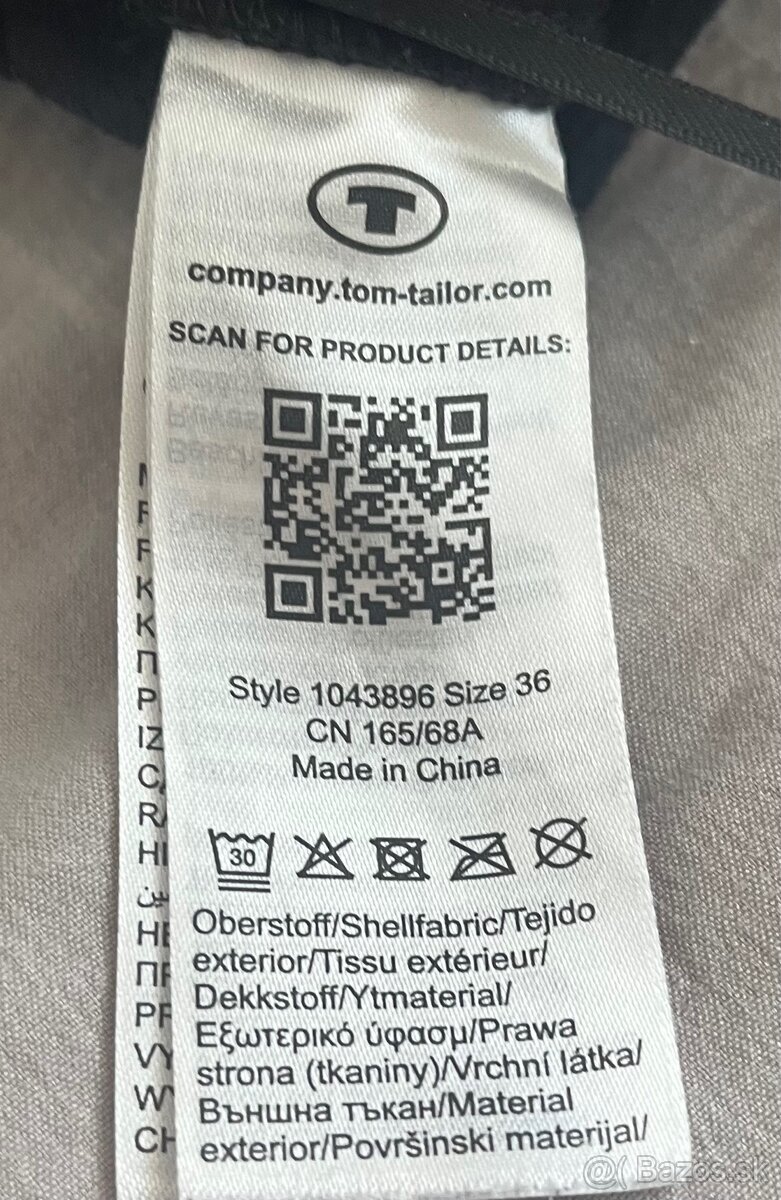 T
company.tom-tailor.com
SCAN FOR PRODUCT DETAILS:
Style 1043896 Size 36
CN 165/68A
Made in China
30
Oberstoff/Shellfabric/Tejido
exterior/Tissu extérieur/
Dekkstoff/Ytmaterial/
Εξωτερικό ύφασμ/Prawa
strona (tkaniny)/Vrchní látka/
Външна тъкан/Material
exterior/Površinski materijal/
Bazos.sk